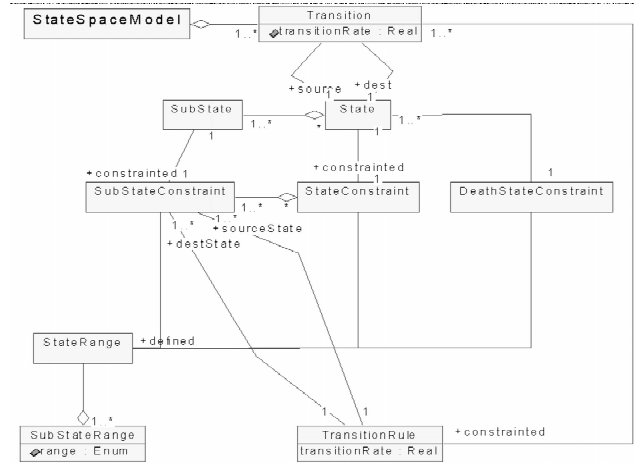 StateSpaceModel
Transition
transitionRate : Real
1..*
1..*
+source
1
+dest
1
SubState
State
1
1..*
*
1
1..*
+constrainted 1
+constrainted
1
1
SubStateConstraint
StateConstraint
DeathStateConstraint
1..*
*
1..*
1..*
+sourceState
+destState
StateRange
+defined
1..*
1
1
SubStateRange
range : Enum
TransitionRule
transitionRate : Real
+constrainted